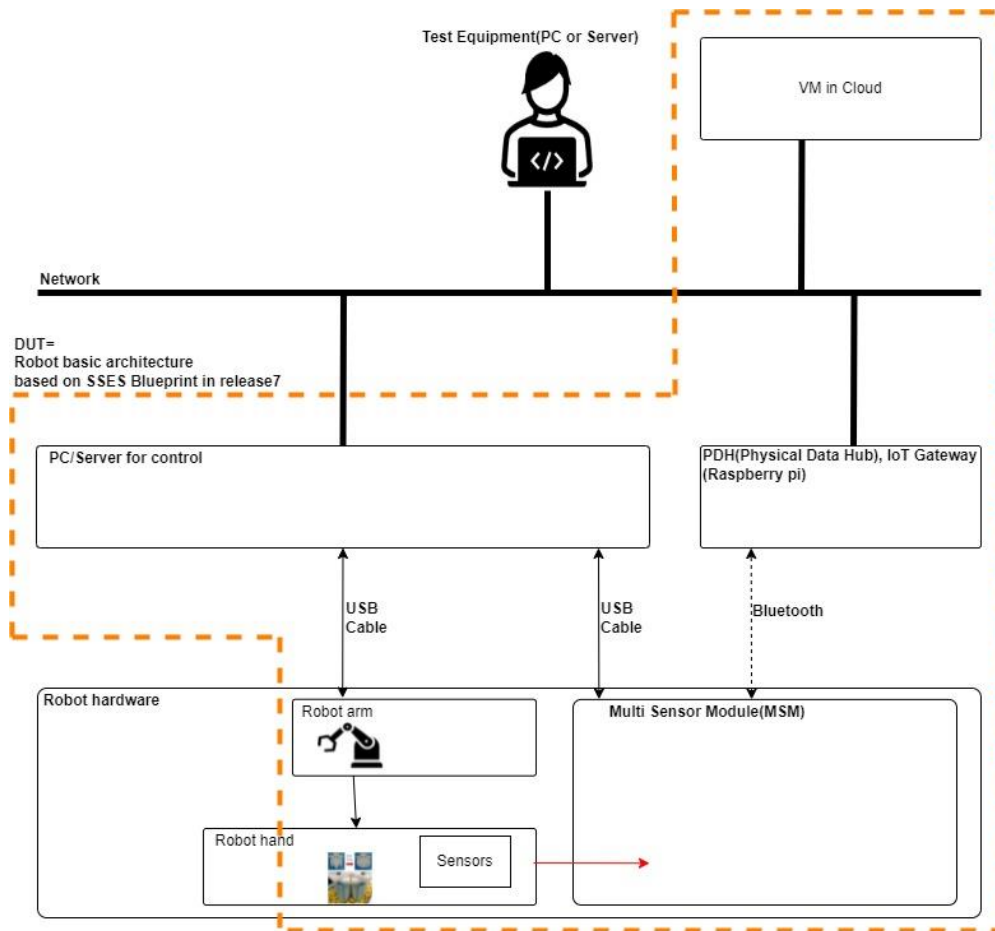 Test Equipment(PC or Server)
VM in Cloud
Network
DUT=
Robot basic architecture
based on SSES Blueprint in release7
PC/Server for control
PDH(Physical Data Hub), IoT Gateway
(Raspberry pi)
USB
Cable
USB
Cable
Bluetooth
Robot hardware
Robot arm
Multi Sensor Module(MSM)
Robot hand
Sensors